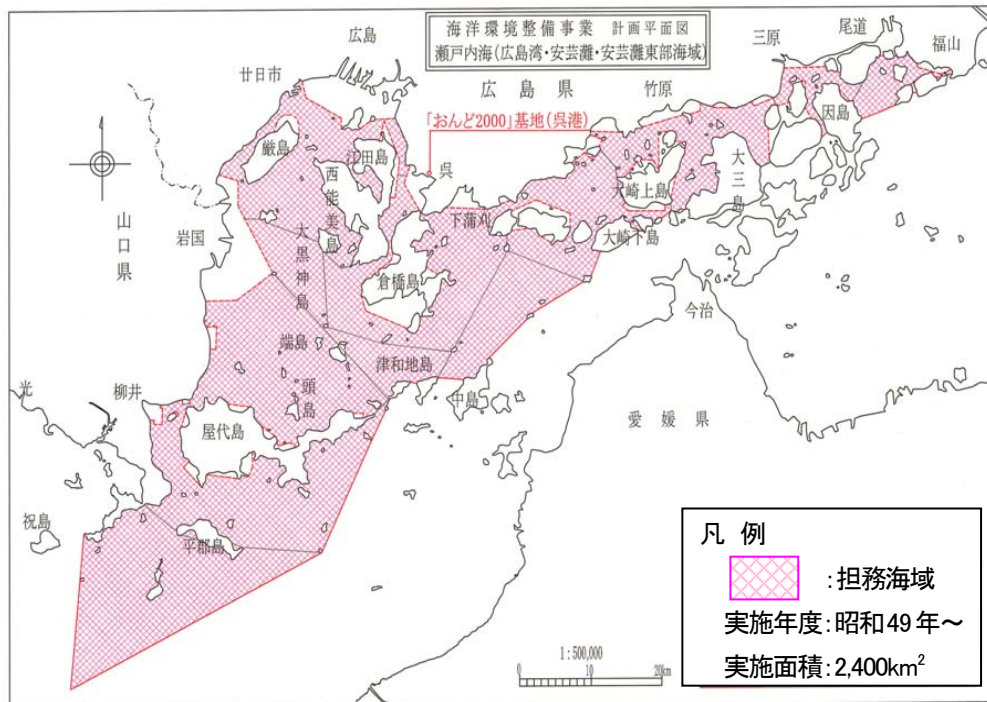 海洋環境整備事業 計画平面図
瀬戸内海(広島湾・安芸灘・安芸灘東部海域)
広島
廿日市
尾道
三原
福山
広島県
竹原
「おんど2000」基地(呉港)
因島
厳島
江田島
呉
西能美島
大崎上島
大三島
山口県
岩国
下蒲刈
大崎下島
大黒神島
倉橋島
今治
端島
津和地島
光
柳井
頭島
中島
愛媛県
屋代島
祝島
平郡島
1:500,000
0 10 20km
凡 例
:担務海域
実施年度:昭和49年~
実施面積:2,400km²